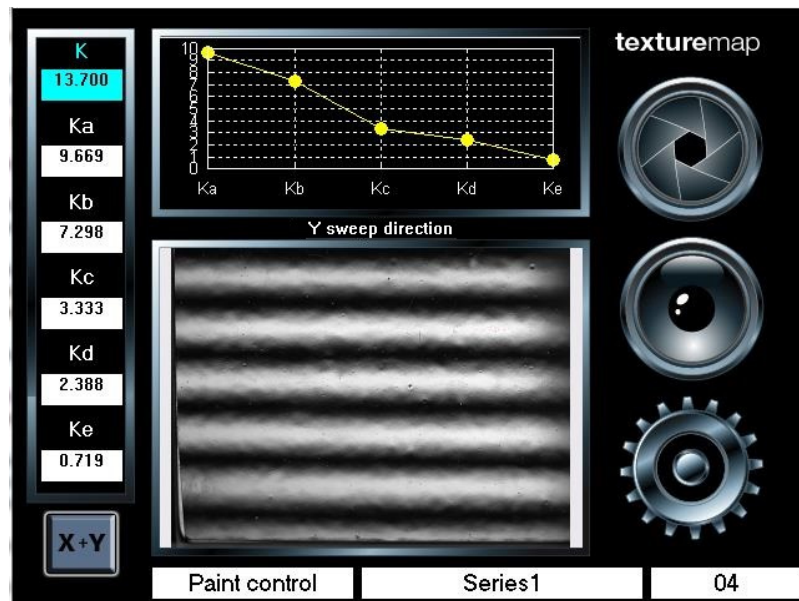 K
13.700
Ka
9.669
Kb
7.298
Kc
3.333
Kd
2.388
Ke
0.719
X+Y
10
9
8
7
6
5
4
3
2
1
0
Ka Kb Kc Kd Ke
Y sweep direction
texturemap
Paint control Series1 04